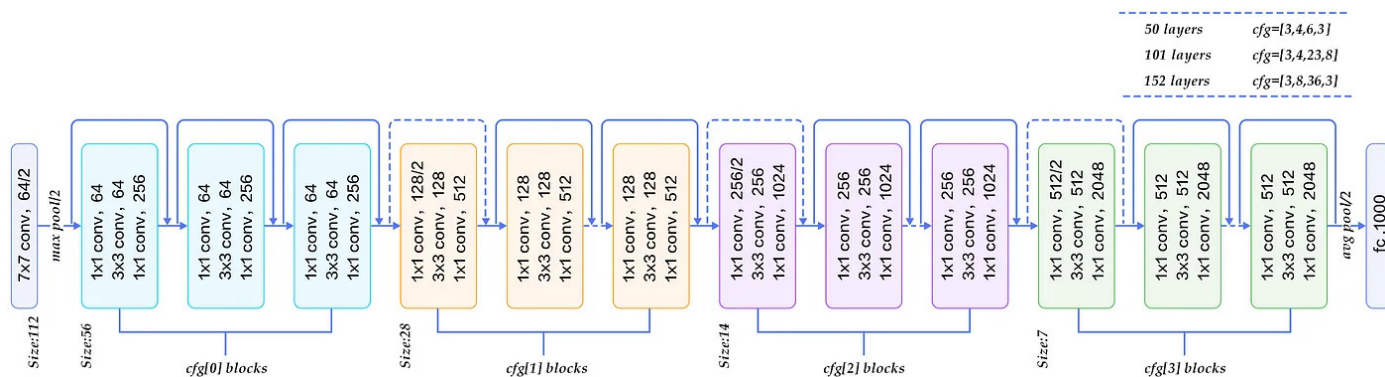 50 layers cfg=[3,4,6,3]
101 layers cfg=[3,4,23,8]
152 layers cfg=[3,8,36,3]
7x7 conv, 64/2
max pool/2
1x1 conv, 64
3x3 conv, 64
1x1 conv, 256
1x1 conv, 64
3x3 conv, 64
1x1 conv, 256
1x1 conv, 64
3x3 conv, 64
1x1 conv, 256
1x1 conv, 128/2
3x3 conv, 128
1x1 conv, 512
1x1 conv, 128
3x3 conv, 128
1x1 conv, 512
1x1 conv, 128
3x3 conv, 128
1x1 conv, 512
1x1 conv, 256/2
3x3 conv, 256
1x1 conv, 1024
1x1 conv, 256
3x3 conv, 256
1x1 conv, 1024
1x1 conv, 256
3x3 conv, 256
1x1 conv, 1024
1x1 conv, 512/2
3x3 conv, 512
1x1 conv, 2048
1x1 conv, 512
3x3 conv, 512
1x1 conv, 2048
1x1 conv, 512
3x3 conv, 512
1x1 conv, 2048
avg pool/2
fc, 1000
Size:112
Size:56
Size:28
Size:14
Size:7
cfg[0] blocks
cfg[1] blocks
cfg[2] blocks
cfg[3] blocks